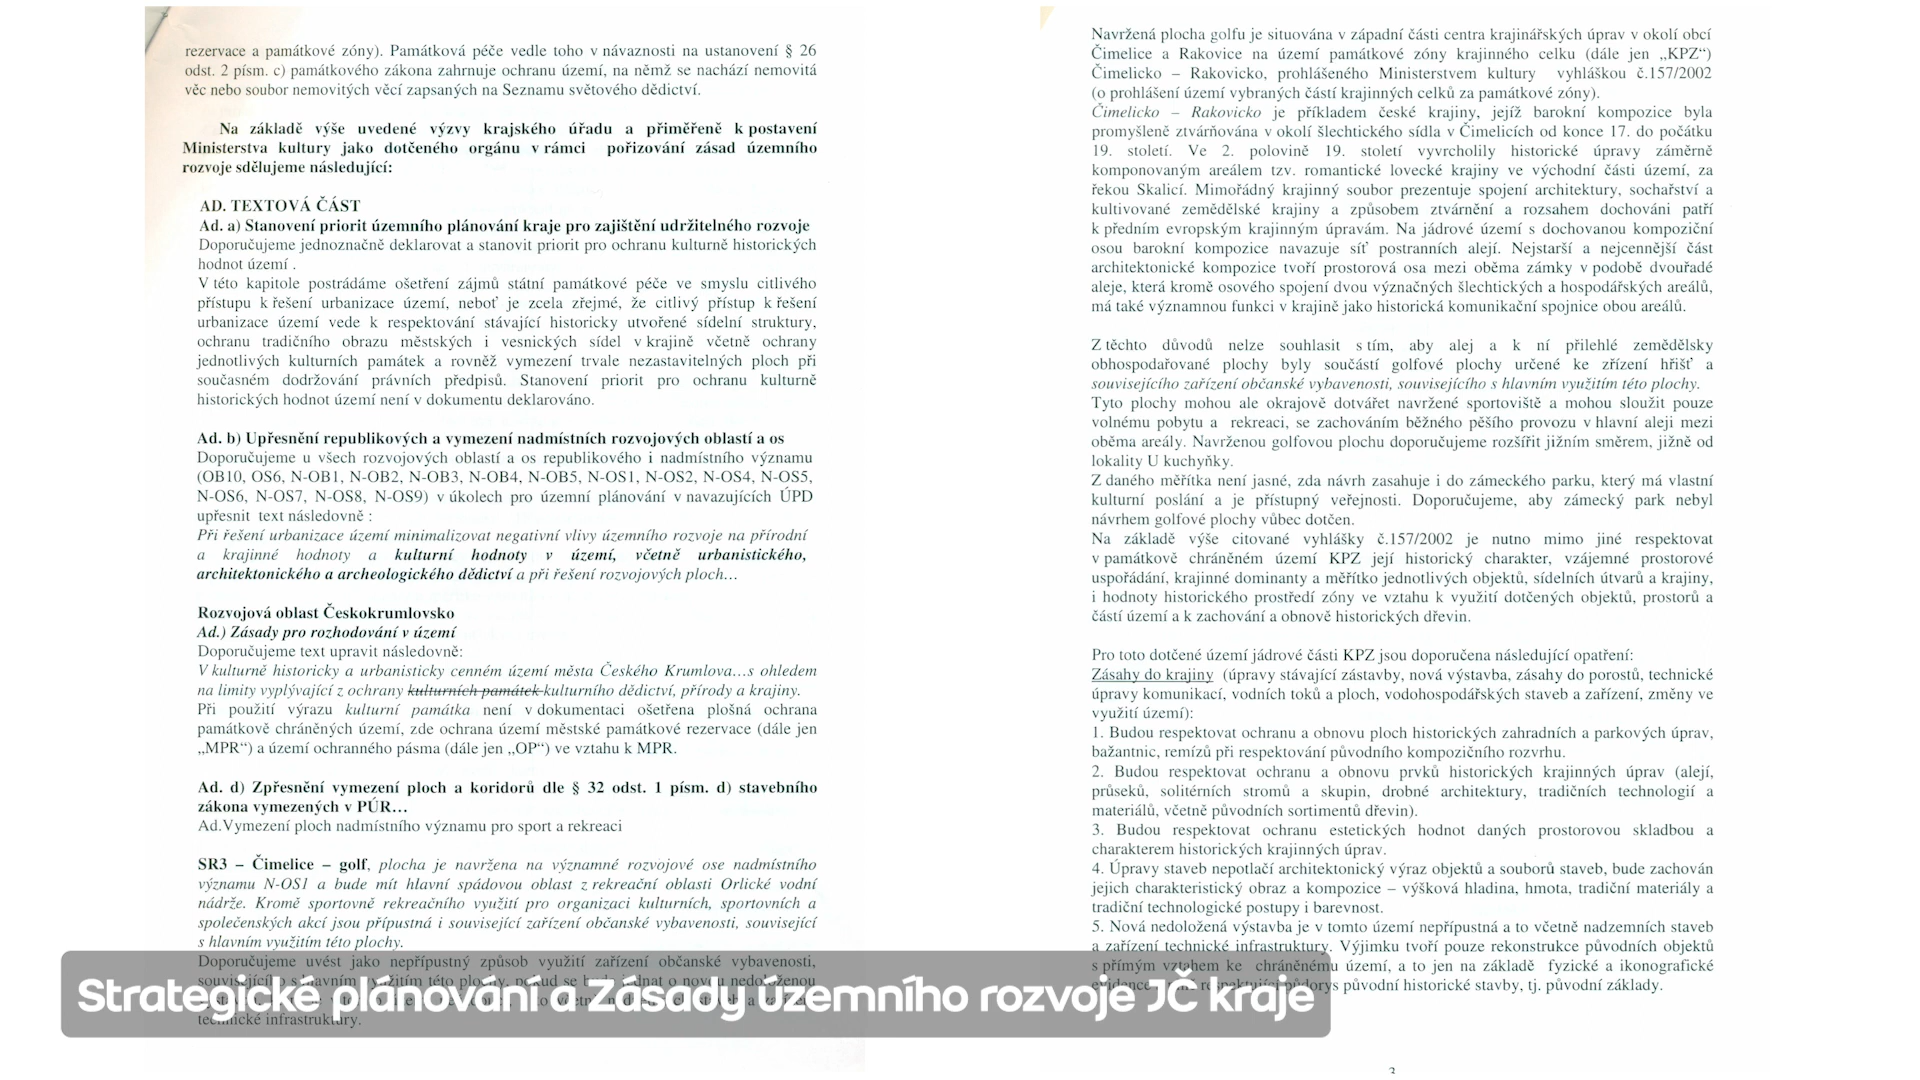 rezervace a památkové zóny). Památková péče vedle toho v návaznosti na ustanovení § 26
odst. 2 písm. c) památkového zákona zahrnuje ochranu území, na němž se nachází nemovitá
věc nebo soubor nemovitých věcí zapsaných na Seznamu světového dědictví.
Na základě výše uvedené výzvy krajského úřadu a přiměřeně k postavení
Ministerstva kultury jako dotčeného orgánu v rámci pořizování zásad územního
rozvoje sdělujeme následující:
AD. TEXTOVÁ ČÁST
Ad. a) Stanovení priorit územního plánování kraje pro zajištění udržitelného rozvoje
Doporučujeme jednoznačně deklarovat a stanovit priorit pro ochranu kulturně historických
hodnot území .
V této kapitole postrádáme ošetření zájmů státní památkové péče ve smyslu citlivého
přístupu k řešení urbanizace území, neboť je zcela zřejmé, že citlivý přístup k řešení
urbanizace území vede k respektování stávající historicky utvořené sídelní struktury,
ochranu tradičního obrazu městských i vesnických sídel v krajině včetně ochrany
jednotlivých kulturních památek a rovněž vymezení trvale nezastavitelných ploch při
současném dodržování právních předpisů. Stanovení priorit pro ochranu kulturně
historických hodnot území není v dokumentu deklarováno.
Ad. b) Upřesnění republikových a vymezení nadmístních rozvojových oblastí a os
Doporučujeme u všech rozvojových oblastí a os republikového i nadmístního významu
(OB10, OS6, N-OB1, N-OB2, N-OB3, N-OB4, N-OB5, N-OS1, N-OS2, N-OS4, N-OS5,
N-OS6, N-OS7, N-OS8, N-OS9) v úkolech pro územní plánování v navazujících ÚPD
upřesnit text následovně :
Při řešení urbanizace území minimalizovat negativní vlivy územního rozvoje na přírodní
a krajinné hodnoty a kulturní hodnoty v území, včetně urbanistického,
architektonického a archeologického dědictví a při řešení rozvojových ploch…
Rozvojová oblast Českokrumlovsko
Ad.) Zásady pro rozhodování v území
Doporučujeme text upravit následovně:
V kulturně historicky a urbanisticky cenném území města Českého Krumlova…s ohledem
na limity vyplývající z ochrany kulturních památek kulturního dědictví, přírody a krajiny.
Při použití výrazu kulturní památka není v dokumentaci ošetřena plošná ochrana
památkově chráněných území, zde ochrana území městské památkové rezervace (dále jen
„MPR“) a území ochranného pásma (dále jen „OP“) ve vztahu k MPR.
Ad. d) Zpřesnění vymezení ploch a koridorů dle § 32 odst. 1 písm. d) stavebního
zákona vymezených v PÚR…
Ad.Vymezení ploch nadmístního významu pro sport a rekreaci
SR3 – Čimelice – golf, plocha je navržena na významné rozvojové ose nadmístního
významu N-OS1 a bude mít hlavní spádovou oblast z rekreační oblasti Orlické vodní
nádrže. Kromě sportovně rekreačního využití pro organizaci kulturních, sportovních a
společenských akcí jsou přípustná i související zařízení občanské vybavenosti, související
s hlavním využitím této plochy.
Doporučujeme uvést jako nepřípustný způsob využití zařízení občanské vybavenosti,
souvisejícího s hlavním využitím této plochy, pokud se bude jednat o novou nedoloženou
technické infrastruktury.
Navržená plocha golfu je situována v západní části centra krajinářských úprav v okolí obcí
Čimelice a Rakovice na území památkové zóny krajinného celku (dále jen „KPZ“)
Čimelicko – Rakovicko, prohlášeného Ministerstvem kultury vyhláškou č.157/2002
(o prohlášení území vybraných částí krajinných celků za památkové zóny).
Čimelicko – Rakovicko je příkladem české krajiny, jejíž barokní kompozice byla
promyšleně ztvárňována v okolí šlechtického sídla v Čimelicích od konce 17. do počátku
19. století. Ve 2. polovině 19. století vyvrcholily historické úpravy záměrně
komponovaným areálem tzv. romantické lovecké krajiny ve východní části území, za
řekou Skalicí. Mimořádný krajinný soubor prezentuje spojení architektury, sochařství a
kultivované zemědělské krajiny a způsobem ztvárnění a rozsahem dochováni patří
k předním evropským krajinným úpravám. Na jádrové území s dochovanou kompoziční
osou barokní kompozice navazuje síť postranních alejí. Nejstarší a nejcennější část
architektonické kompozice tvoří prostorová osa mezi oběma zámky v podobě dvouřadé
aleje, která kromě osového spojení dvou význačných šlechtických a hospodářských areálů,
má také významnou funkci v krajině jako historická komunikační spojnice obou areálů.
Z těchto důvodů nelze souhlasit s tím, aby alej a k ní přilehlé zemědělsky
obhospodařované plochy byly součástí golfové plochy určené ke zřízení hřišť a
souvisejícího zařízení občanské vybavenosti, souvisejícího s hlavním využitím této plochy.
Tyto plochy mohou ale okrajově dotvářet navržené sportoviště a mohou sloužit pouze
volnému pobytu a rekreaci, se zachováním běžného pěšího provozu v hlavní aleji mezi
oběma areály. Navrženou golfovou plochu doporučujeme rozšířit jižním směrem, jižně od
lokality U kuchyňky.
Z daného měřítka není jasné, zda návrh zasahuje i do zámeckého parku, který má vlastní
kulturní poslání a je přístupný veřejnosti. Doporučujeme, aby zámecký park nebyl
návrhem golfové plochy vůbec dotčen.
Na základě výše citované vyhlášky č.157/2002 je nutno mimo jiné respektovat
v památkově chráněném území KPZ její historický charakter, vzájemné prostorové
uspořádání, krajinné dominanty a měřítko jednotlivých objektů, sídelních útvarů a krajiny,
i hodnoty historického prostředí zóny ve vztahu k využití dotčených objektů, prostorů a
částí území a k zachování a obnově historických dřevin.
Pro toto dotčené území jádrové části KPZ jsou doporučena následující opatření:
Zásahy do krajiny (úpravy stávající zástavby, nová výstavba, zásahy do porostů, technické
úpravy komunikací, vodních toků a ploch, vodohospodářských staveb a zařízení, změny ve
využití území):
1. Budou respektovat ochranu a obnovu ploch historických zahradních a parkových úprav,
bažantnic, remízů při respektování původního kompozičního rozvrhu.
2. Budou respektovat ochranu a obnovu prvků historických krajinných úprav (alejí,
průseků, solitérních stromů a skupin, drobné architektury, tradičních technologií a
materiálů, včetně původních sortimentů dřevin).
3. Budou respektovat ochranu estetických hodnot daných prostorovou skladbou a
charakterem historických krajinných úprav.
4. Úpravy staveb nepotlačí architektonický výraz objektů a souborů staveb, bude zachován
jejich charakteristický obraz a kompozice – výšková hladina, hmota, tradiční materiály a
tradiční technologické postupy i barevnost.
5. Nová nedoložená výstavba je v tomto území nepřípustná a to včetně nadzemních staveb
a zařízení technické infrastruktury. Výjimku tvoří pouze rekonstrukce původních objektů
s přímým vztahem ke chráněnému území, a to jen na základě fyzické a ikonografické
evidence respektující půdorys původní historické stavby, tj. původní základy.
3
Strategické plánování a Zásady územního rozvoje JČ kraje